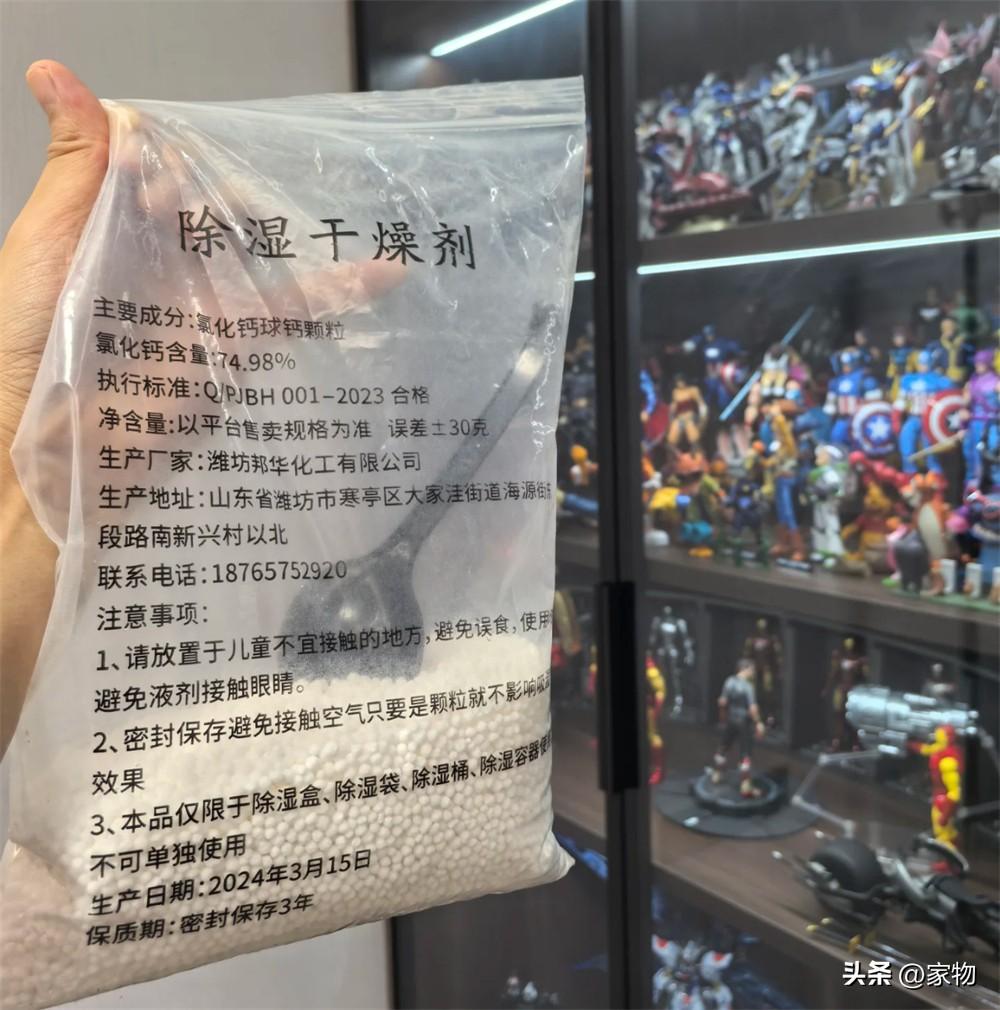 除湿干燥剂
主要成分:氯化钙球钙颗粒
氯化钙含量:74.98%
执行标准:Q/PJBH 001-2023 合格
净含量:以平台售卖规格为准 误差±30克
生产厂家:潍坊邦华化工有限公司
生产地址:山东省潍坊市寒亭区大家洼街道海源街东
段路南新兴村以北
联系电话:18765752920
注意事项:
1、请放置于儿童不宜接触的地方,避免误食,使用
避免液剂接触眼睛。
2、密封保存避免接触空气只要是颗粒就不影响吸湿
效果
3、本品仅限于除湿盒、除湿袋、除湿桶、除湿容器
不可单独使用
生产日期:2024年3月15日
保质期:密封保存3年
头条 @家物